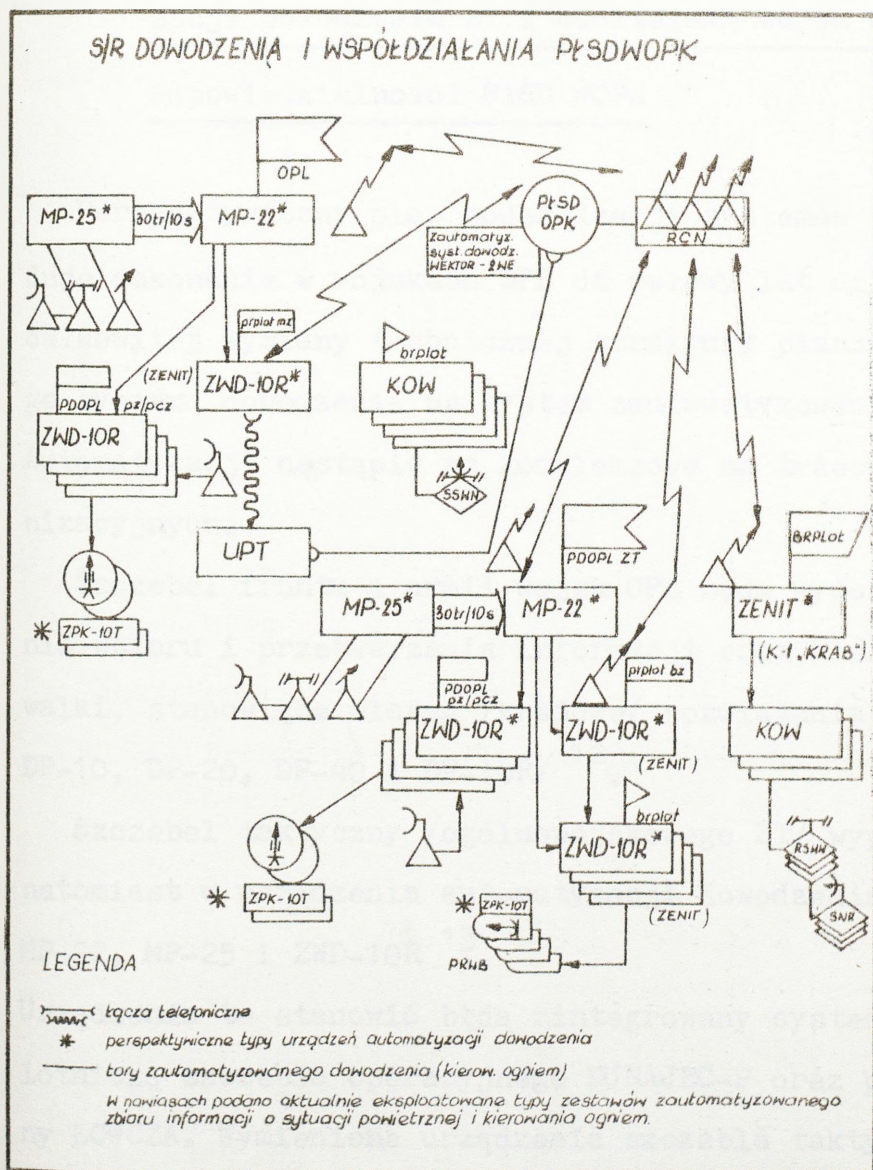 S/R DOWODZENIA I WSPÓŁDZIAŁANIA PŁSDWOPK
OPL
MP-25*
30tr/10s
MP-22*
PŁSD
OPK
RCN
Zautomatyz.
syst. dowodz.
WEKTOR-2WE
prplot mz
(ZENIT)
ZWD-10R*
brplot
KOW
PDOPL
pz/pcz
ZWD-10R
SSWN
UPT
PDOPL ZT
BRPLot
MP-25*
30tr/10s
MP-22*
ZENIT*
(K-1 „KRAB”)
* ZPK-10T
PDOPL
pz/pcz
prplot bz
ZWD-10R*
ZWD-10R*
(ZENIT)
KOW
brplot
ZWD-10R*
(ZENIT)
RSWW
SNR
* ZPK-10T
* ZPK-10T
PRWB
LEGENDA
łącza telefoniczne
* perspektywiczne typy urządzeń automatyzacji dowodzenia
tory zautomatyzowanego dowodzenia (kierow. ogniem)
W nawiasach podano aktualnie eksploatowane typy zestawów zautomatyzowanego
zbioru informacji o sytuacji powietrznej i kierowania ogniem.